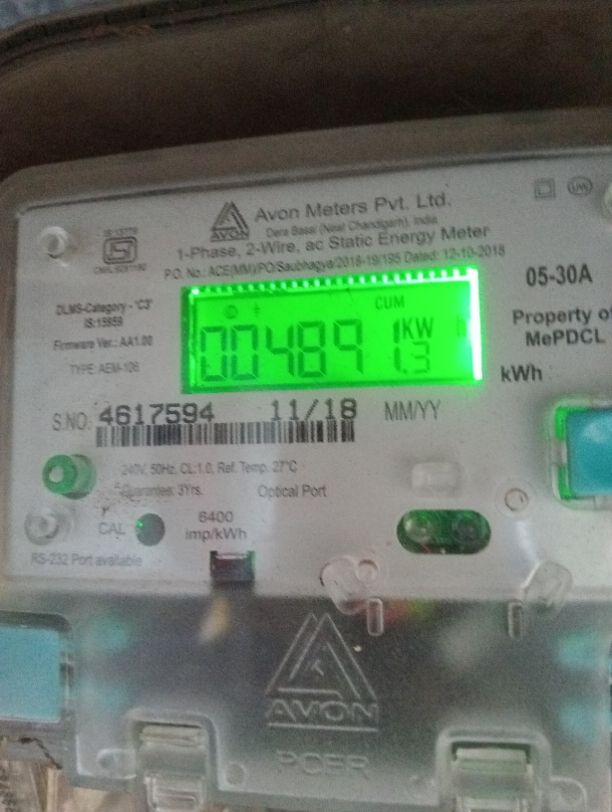 AVON
Avon Meters Pvt. Ltd.
Dera Bassi (Near Chandigarh), India
1-Phase, 2-Wire, ac Static Energy Meter
P.O. No.: ACE(MM)/PO/Saubhagya/2018-19/195 Dated: 12-10-2018
IS 13779
DLMS-Category - 'C3'
IS:15959
Firmware Ver.: AA1.00
TYPE: AEM-106
CUM
KW
004891
1.3
05-30A
Property of
MePDCL
kWh
S.NO. 4617594 11/18 MM/YY
240V, 50Hz, CL:1.0, Ref. Temp. 27°C
Guarantee: 3Yrs. Optical Port
CAL
6400
imp/kWh
RS-232 Port available
AVON